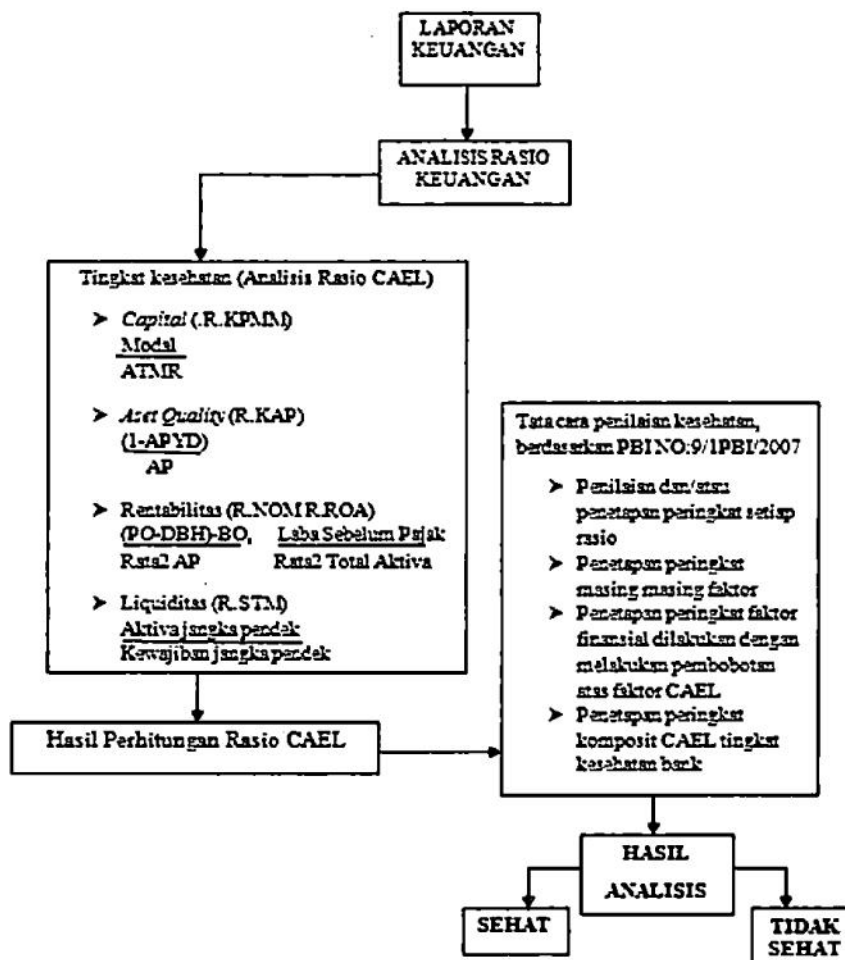 LAPORAN
KEUANGAN
ANALISIS RASIO
KEUANGAN
Tingkat kesehatan (Analisis Rasio CAEL)
➤ Capital (.R.KPMM)
Modal
ATMR
➤ Aset Quality (R.KAP)
(1-APYD)
AP
➤ Rentabilitas (R.NOM R.ROA)
(PO-DBH)-BO, Laba Sebelum Pajak
Rata2 AP Rata2 Total Aktiva
➤ Liquiditas (R.STM)
Aktiva jangka pendek
Kewajiban jangka pendek
Hasil Perhitungan Rasio CAEL
Tata cara penilaian kesehatan,
berdasarkan PBI NO:9/1PBI/2007
➤ Penilaian dan/atau
penetapan peringkat setiap
rasio
➤ Penetapan peringkat
masing masing faktor
➤ Penetapan peringkat faktor
finansial dilakukan dengan
melakukan pembobotan
atas faktor CAEL
➤ Penetapan peringkat
komposit CAEL tingkat
kesehatan bank
HASIL
ANALISIS
SEHAT
TIDAK
SEHAT